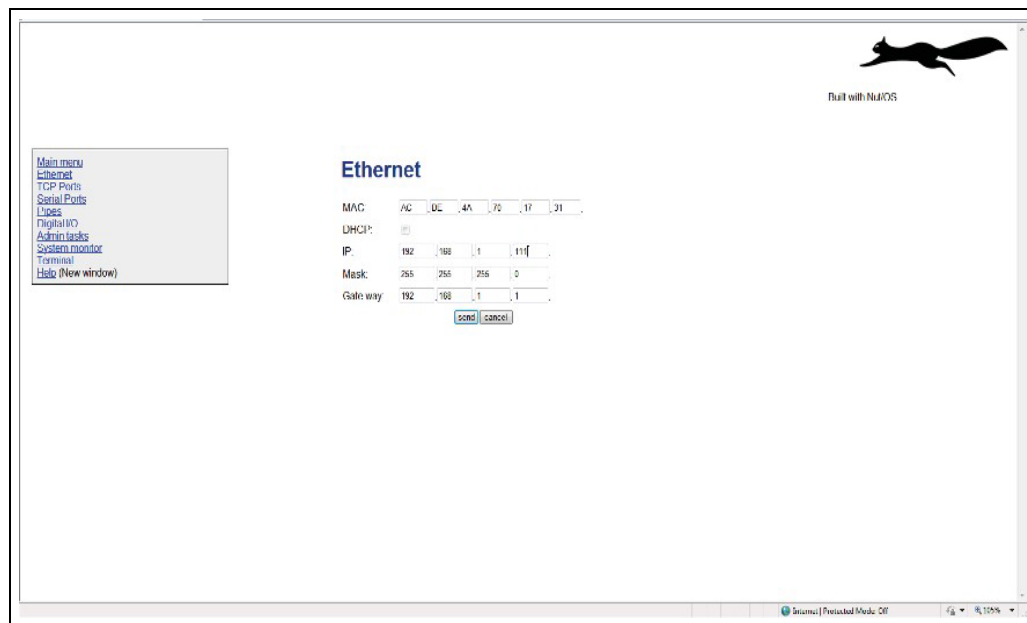 Built with Nut/OS
Main menu
Ethernet
TCP Ports
Serial Ports
Pipes
Digital I/O
Admin tasks
System monitor
Terminal
Help (New window)
Ethernet
MAC: AC . DE . 4A . 70 . 17 . 31 .
DHCP:
IP: 192 . 168 . 1 . 111 .
Mask: 255 . 255 . 255 . 0 .
Gate way: 192 . 168 . 1 . 1 .
send cancel
Internet | Protected Mode: Off 105%